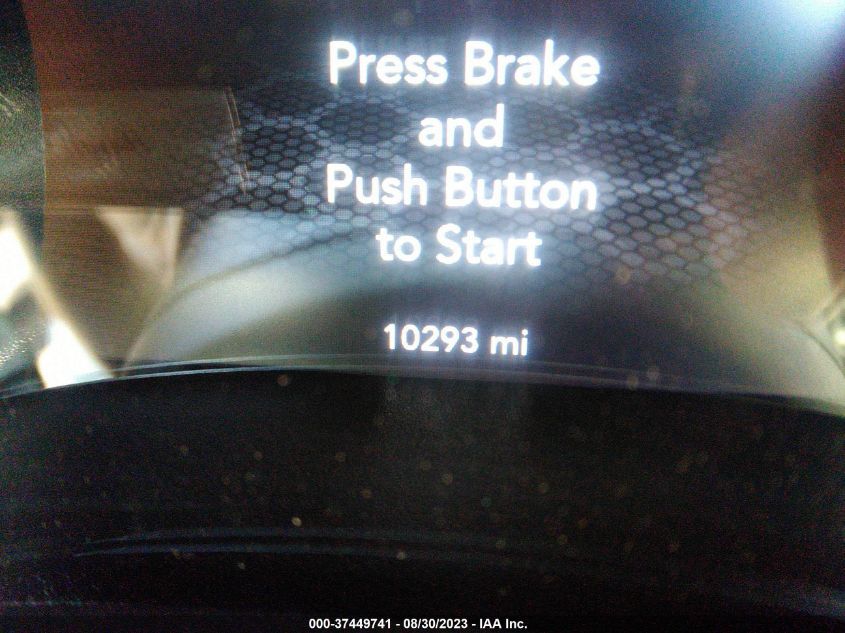 Press Brake
and
Push Button
to Start
10293 mi
000-37449741 - 08/30/2023 - IAA Inc.